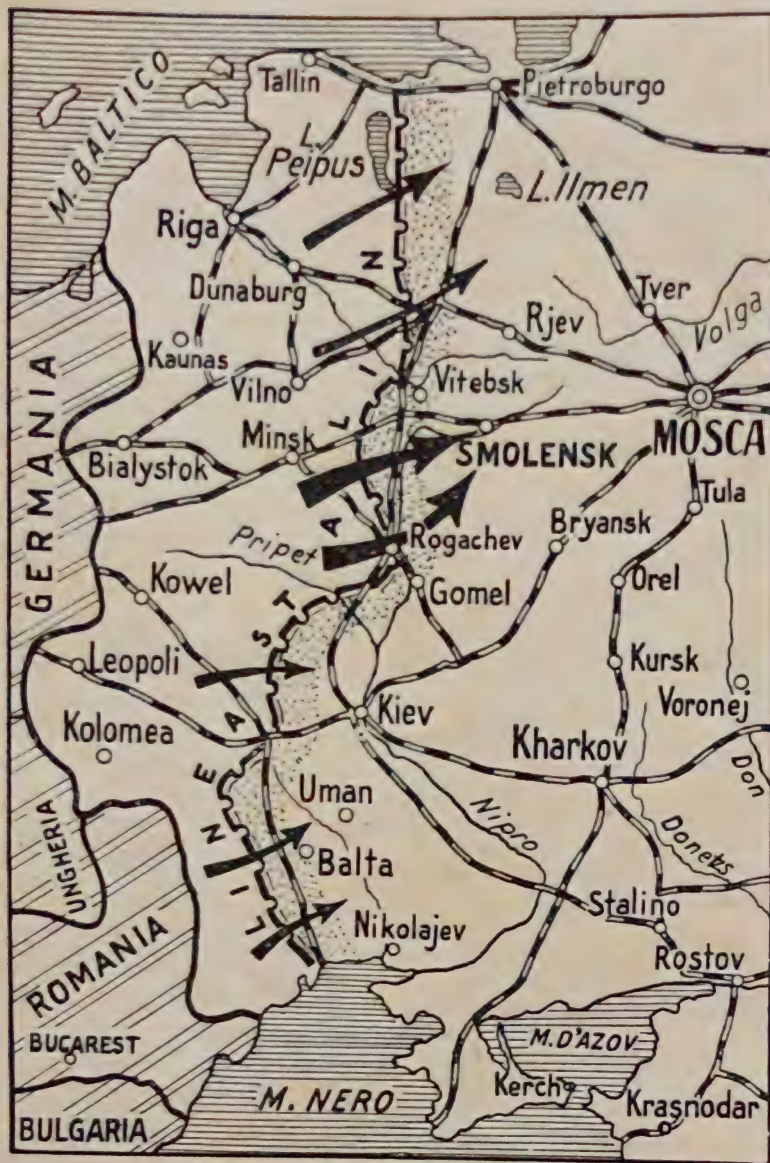 Tallin
Pietroburgo
M. BALTICO
L. Peipus
L. Ilmen
Riga
Dunaburg
Tver
Volga
Rjev
Kaunas
Vilno
Vitebsk
Minsk
SMOLENSK
MOSCA
Bialystok
Tula
GERMANIA
Pripet
Rogachev
Bryansk
Kowel
Gomel
Orel
Leopoli
Kursk
Voronej
Kolomea
Kiev
Kharkov
Don
LINEA STALIN
UNGHERIA
Uman
Nipro
Donets
Balta
Stalino
Nikolajev
Rostov
ROMANIA
BUCAREST
M. D'AZOV
Kerch
M. NERO
Krasnodar
BULGARIA